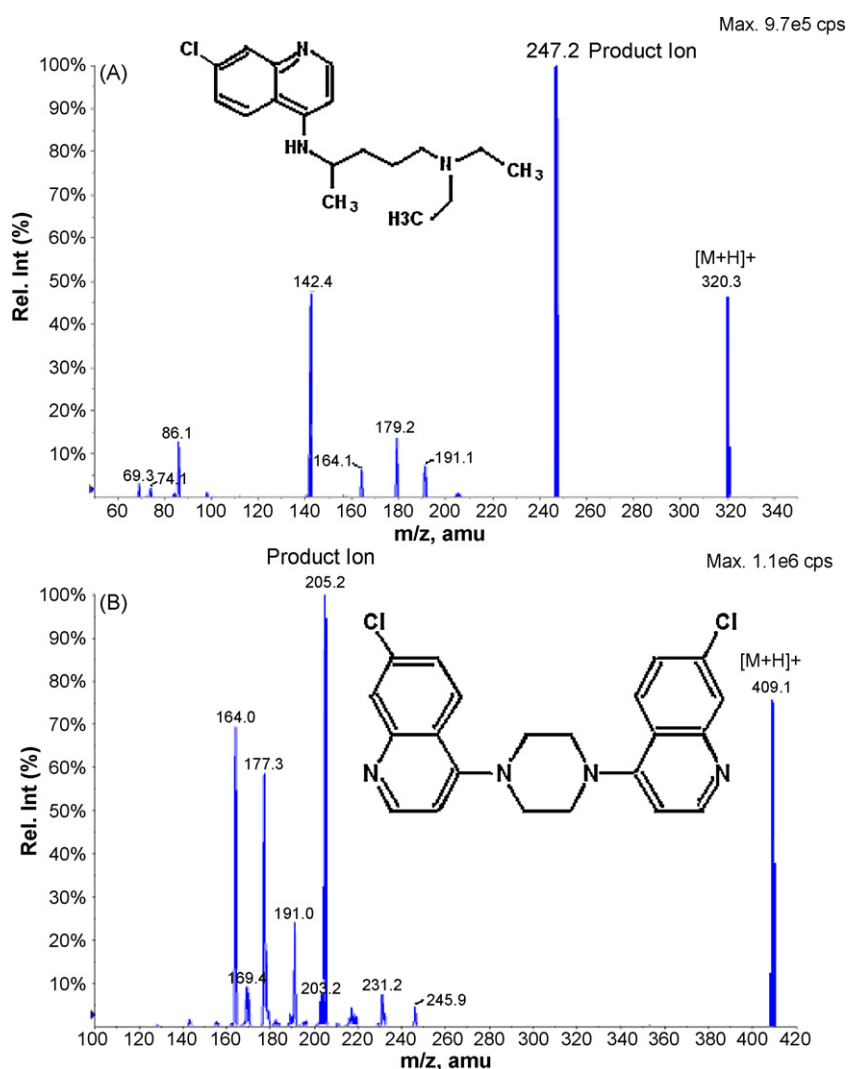 Max. 9.7e5 cps
(A)
247.2 Product Ion
Cl
N
HN
CH3
N
CH3
H3C
[M+H]+
320.3
142.4
86.1
69.3
74.1
164.1
179.2
191.1
Rel. Int (%)
100%
90%
80%
70%
60%
50%
40%
30%
20%
10%
60 80 100 120 140 160 180 200 220 240 260 280 300 320 340
m/z, amu
Product Ion
Max. 1.1e6 cps
(B)
205.2
Cl
Cl
N
N
N
N
[M+H]+
409.1
164.0
177.3
191.0
169.4
203.2
231.2
245.9
Rel. Int (%)
100%
90%
80%
70%
60%
50%
40%
30%
20%
10%
100 120 140 160 180 200 220 240 260 280 300 320 340 360 380 400 420
m/z, amu